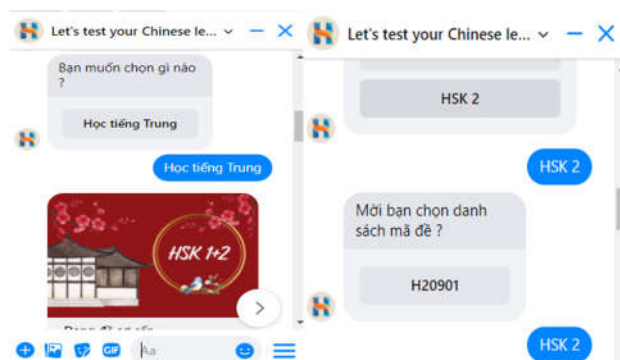 Let's test your Chinese le...
Bạn muốn chọn gì nào
?
Học tiếng Trung
Học tiếng Trung
HSK 1+2
GIF
Aa
Let's test your Chinese le...
HSK 2
HSK 2
Mời bạn chọn danh
sách mã đề ?
H20901
HSK 2